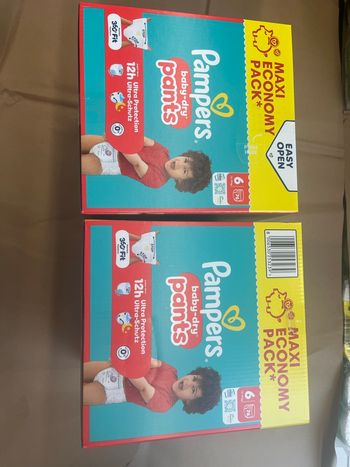 MAXI
ECONOMY
PACK*
EASY
OPEN
Pampers
baby-dry
pants
360 Fit
12h Ultra Protection
Ultra-Schutz
6
MAXI
ECONOMY
PACK*
Pampers
baby-dry
pants
360 Fit
12h Ultra Protection
Ultra-Schutz
6